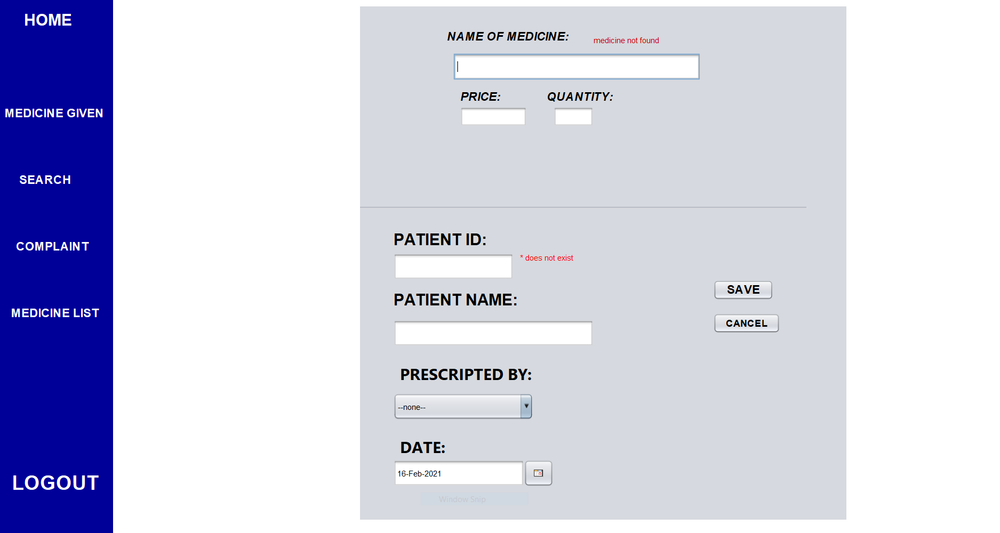 HOME
MEDICINE GIVEN
SEARCH
COMPLAINT
MEDICINE LIST
LOGOUT
NAME OF MEDICINE:
medicine not found
PRICE:
QUANTITY:
PATIENT ID:
* does not exist
PATIENT NAME:
SAVE
CANCEL
PRESCRIPTED BY:
--none--
DATE:
16-Feb-2021
Window Snip